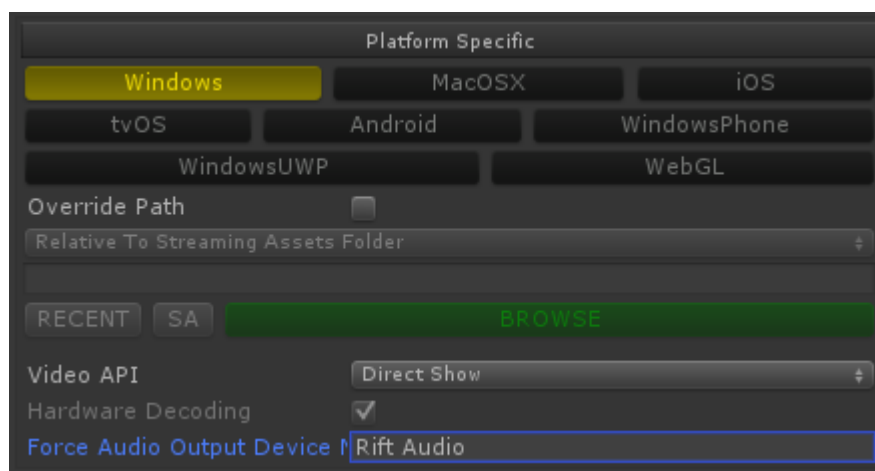 Platform Specific
Windows MacOSX iOS
tvOS Android WindowsPhone
WindowsUWP WebGL
Override Path
Relative To Streaming Assets Folder
RECENT SA BROWSE
Video API Direct Show
Hardware Decoding
Force Audio Output Device Rift Audio